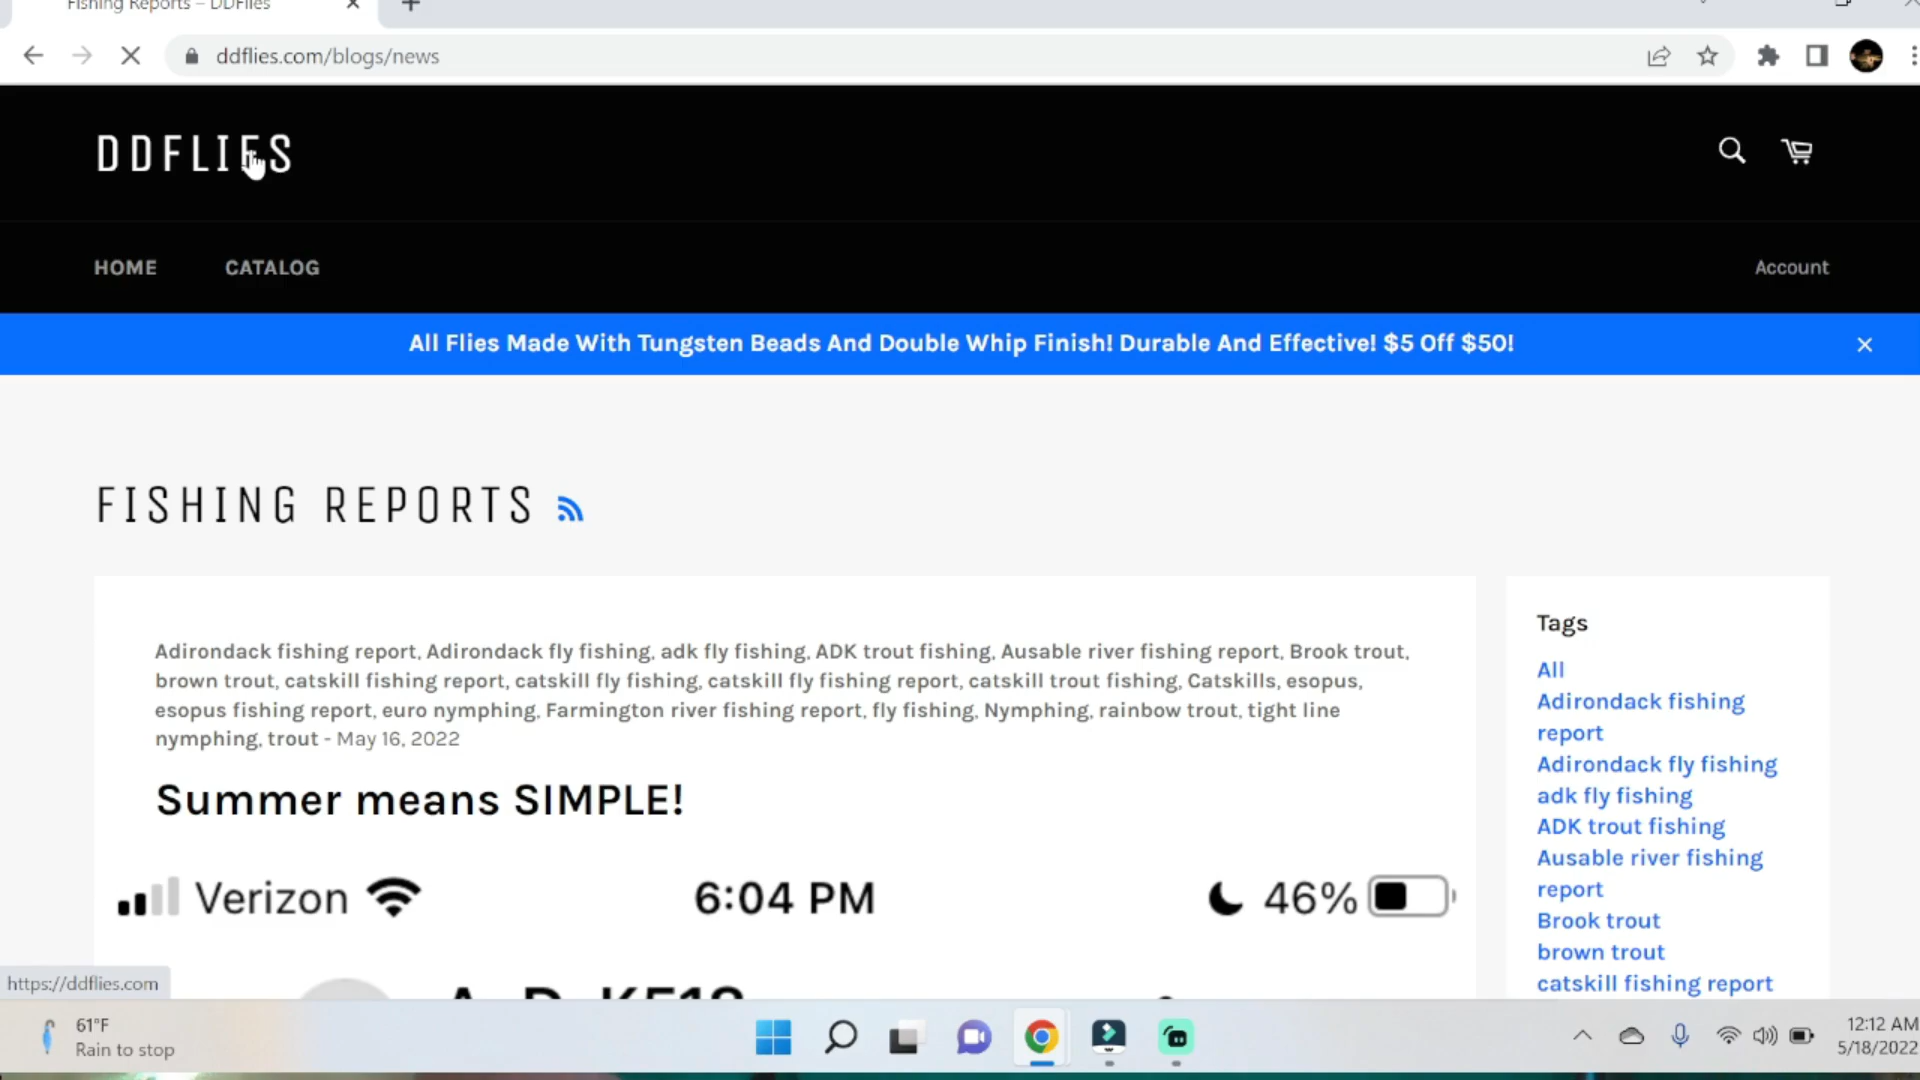 Fishing Reports – DDFlies
ddflies.com/blogs/news
DDFLIES
HOME CATALOG Account
All Flies Made With Tungsten Beads And Double Whip Finish! Durable And Effective! $5 Off $50!
FISHING REPORTS
Adirondack fishing report, Adirondack fly fishing, adk fly fishing, ADK trout fishing, Ausable river fishing report, Brook trout,
brown trout, catskill fishing report, catskill fly fishing, catskill fly fishing report, catskill trout fishing, Catskills, esopus,
esopus fishing report, euro nymphing, Farmington river fishing report, fly fishing, Nymphing, rainbow trout, tight line
nymphing, trout - May 16, 2022
Summer means SIMPLE!
Verizon 6:04 PM 46%
Tags
All
Adirondack fishing
report
Adirondack fly fishing
adk fly fishing
ADK trout fishing
Ausable river fishing
report
Brook trout
brown trout
catskill fishing report
https://ddflies.com
61°F
Rain to stop
12:12 AM
5/18/2022